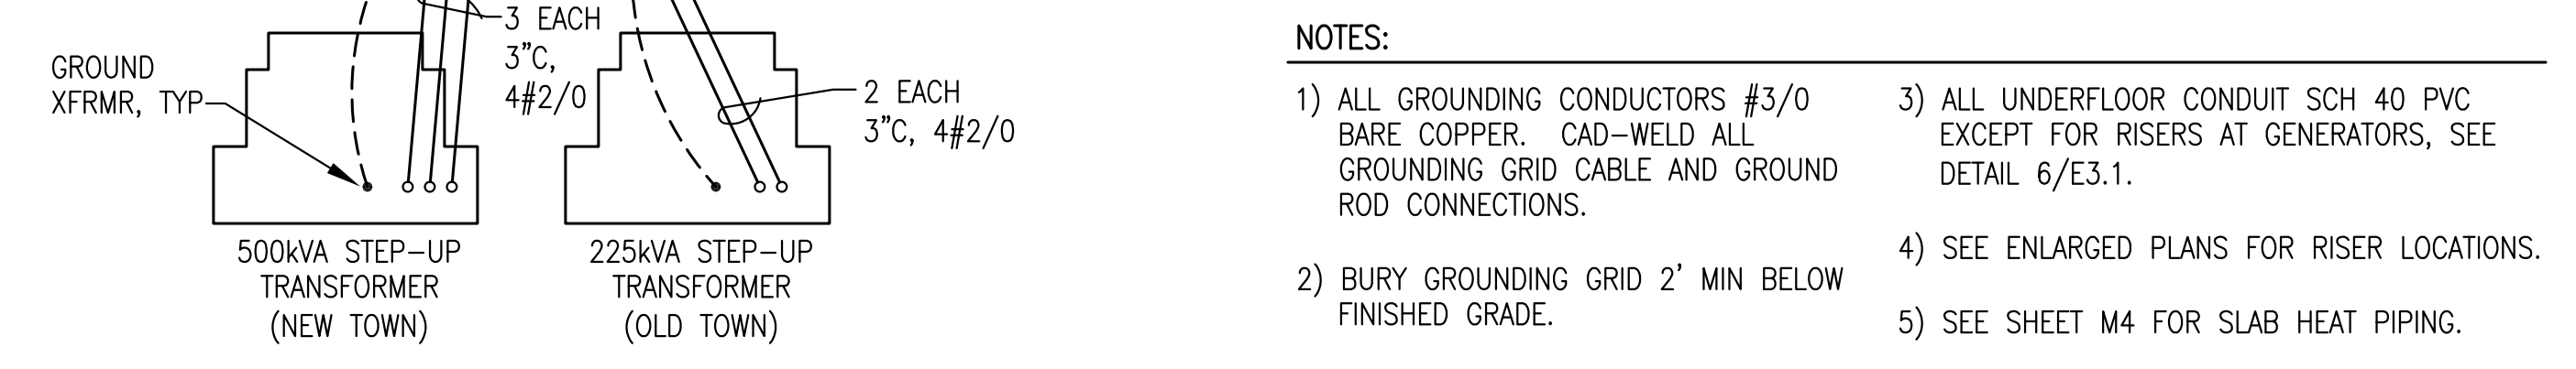 3 EACH
3"C,
4#2/0
GROUND
XFRMR, TYP
2 EACH
3"C, 4#2/0
500kVA STEP-UP
TRANSFORMER
(NEW TOWN)
225kVA STEP-UP
TRANSFORMER
(OLD TOWN)
NOTES:
1) ALL GROUNDING CONDUCTORS #3/0
BARE COPPER. CAD-WELD ALL
GROUNDING GRID CABLE AND GROUND
ROD CONNECTIONS.
2) BURY GROUNDING GRID 2' MIN BELOW
FINISHED GRADE.
3) ALL UNDERFLOOR CONDUIT SCH 40 PVC
EXCEPT FOR RISERS AT GENERATORS, SEE
DETAIL 6/E3.1.
4) SEE ENLARGED PLANS FOR RISER LOCATIONS.
5) SEE SHEET M4 FOR SLAB HEAT PIPING.